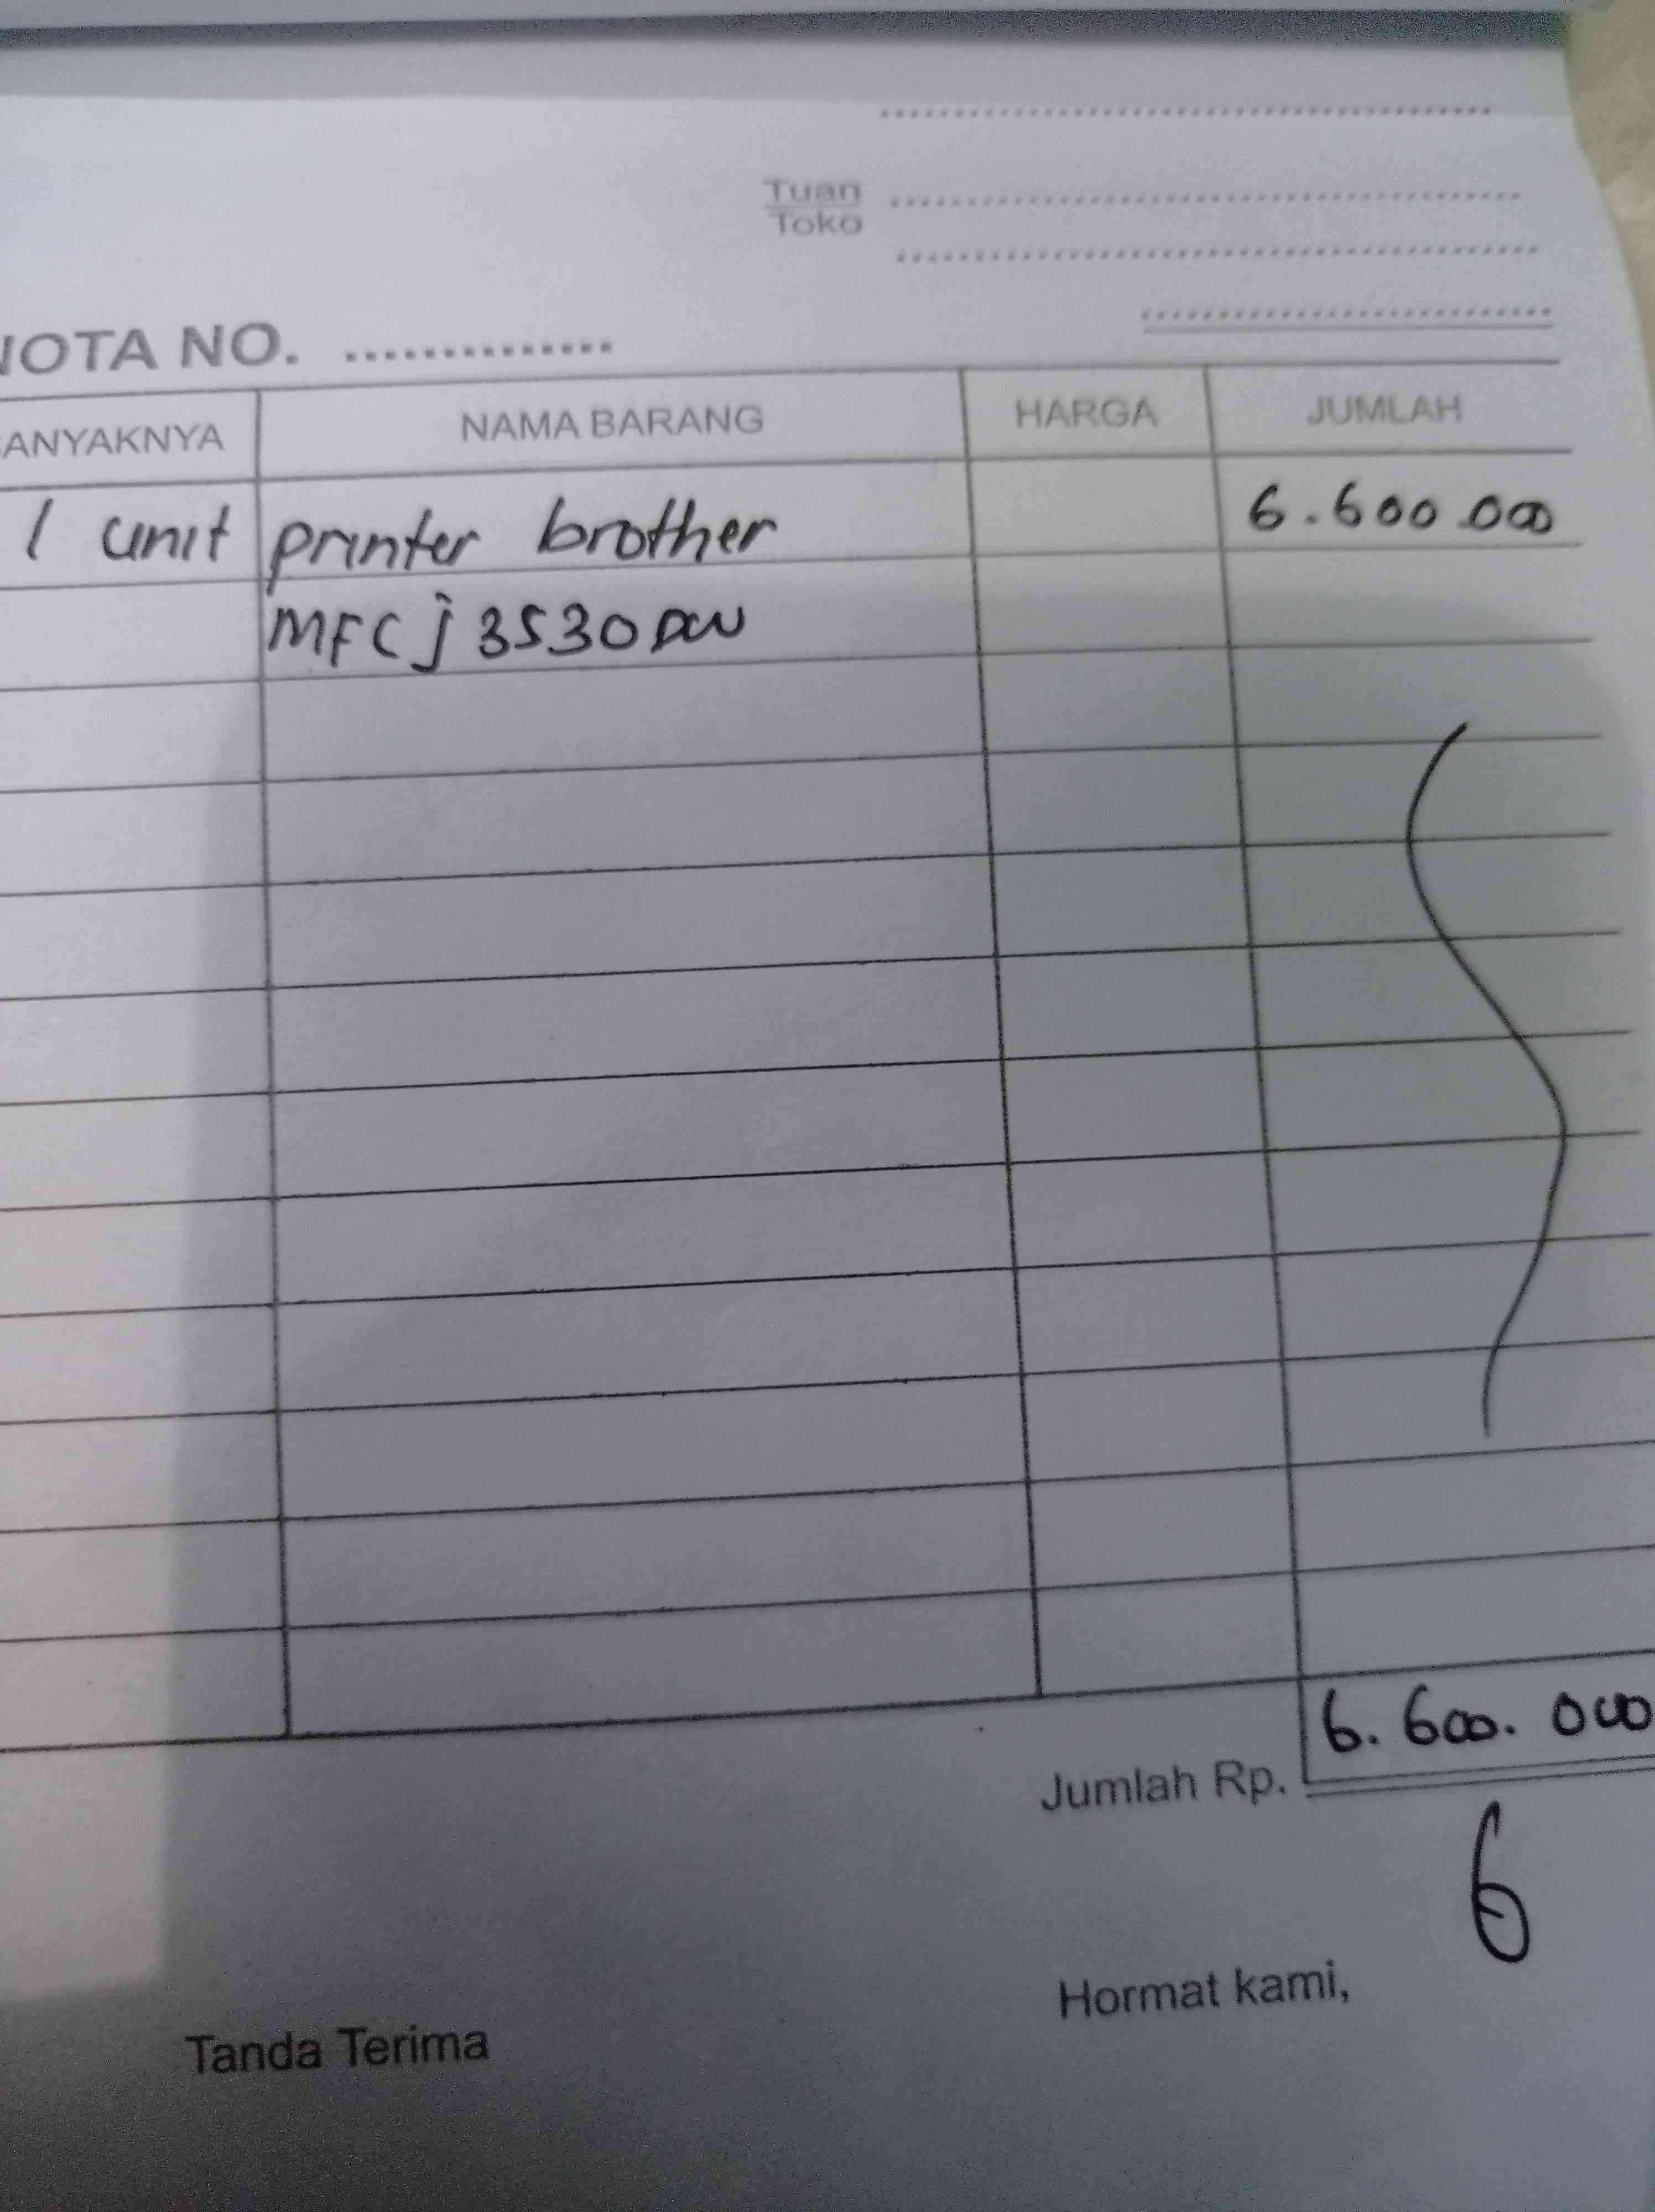 Tuan
Toko
NOTA NO.
ANYAKNYA NAMA BARANG HARGA JUMLAH
1 unit printer brother 6.600.000
MFC j 3530 DW
Jumlah Rp. 6.600.000
Hormat kami,
Tanda Terima